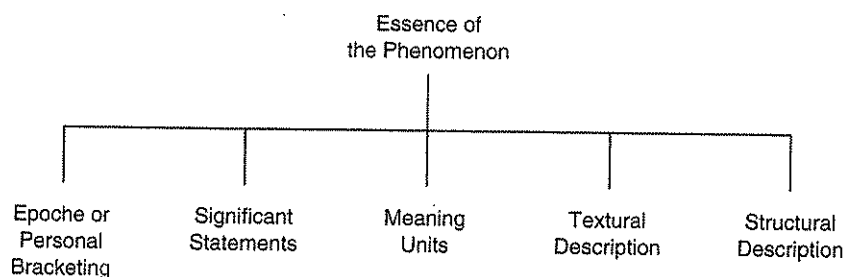 Essence of
the Phenomenon
Epoche or
Personal
Bracketing
Significant
Statements
Meaning
Units
Textural
Description
Structural
Description